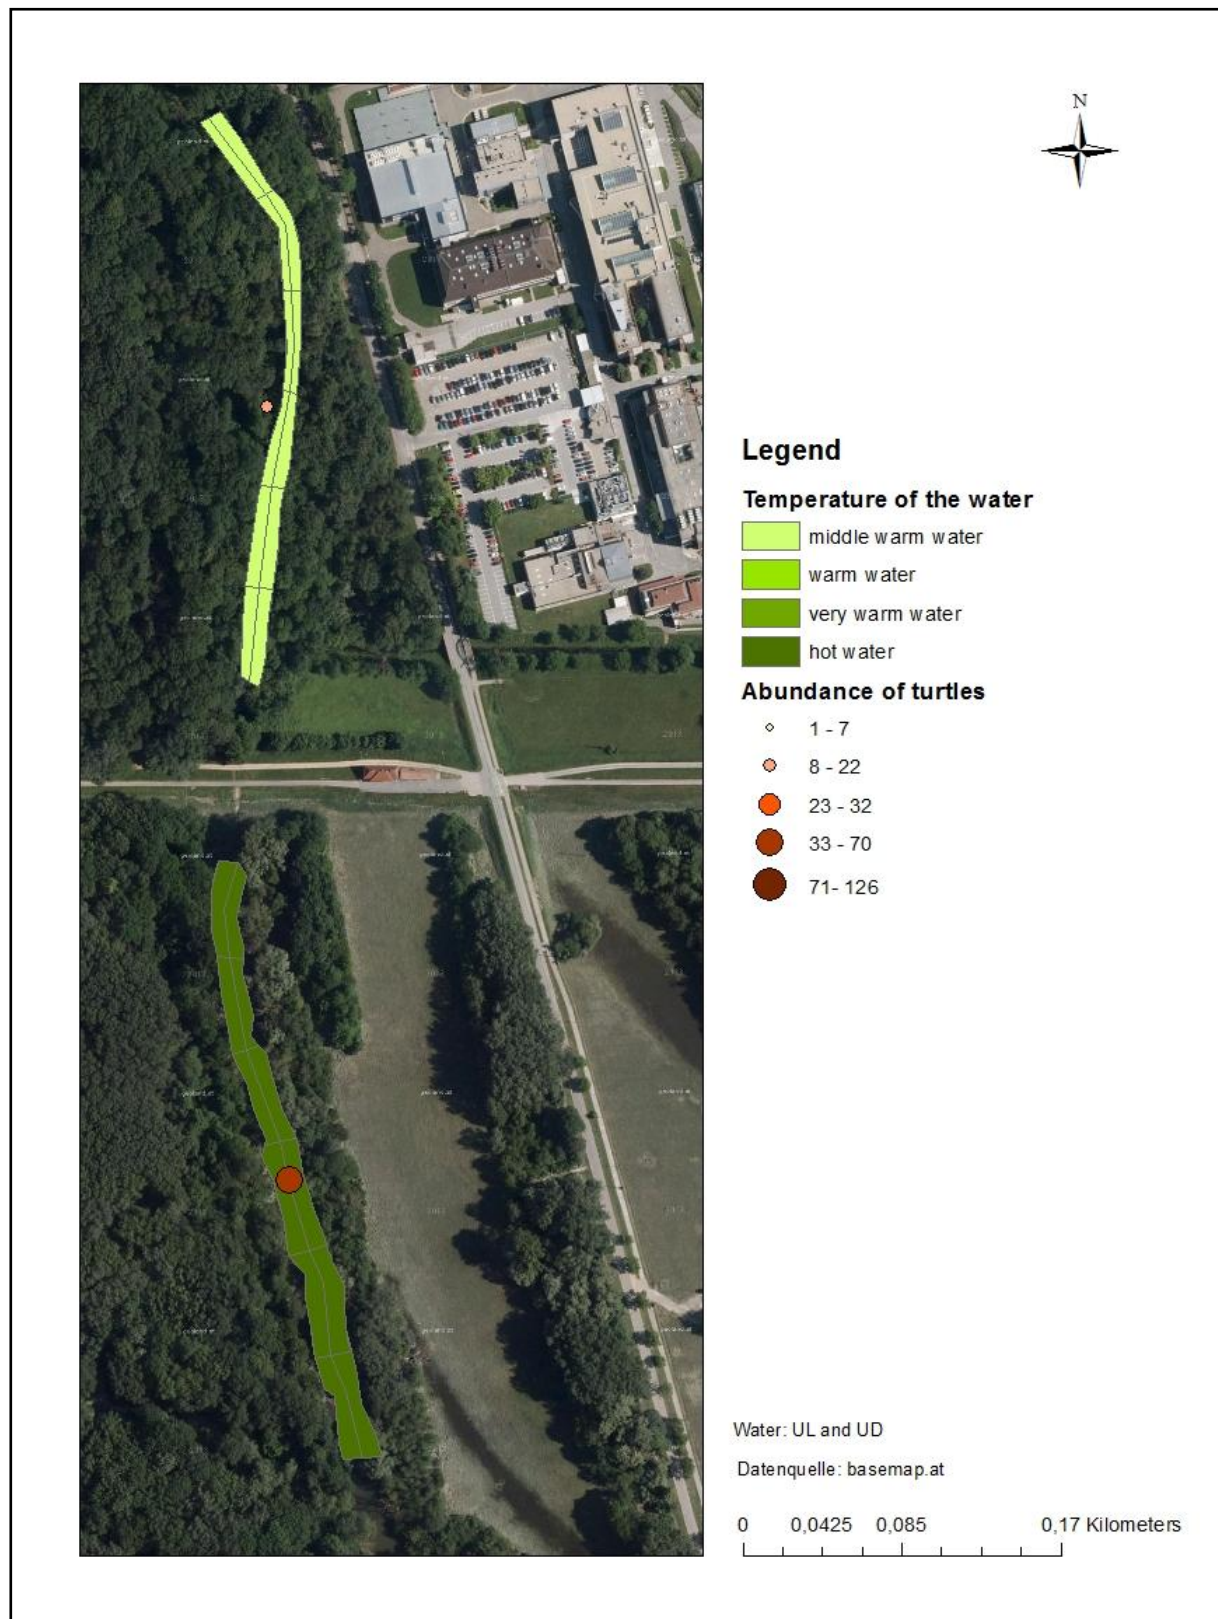 N
Legend
Temperature of the water
middle warm water
warm water
very warm water
hot water
Abundance of turtles
1 - 7
8 - 22
23 - 32
33 - 70
71- 126
Water: UL and UD
Datenquelle: basemap.at
0 0,0425 0,085 0,17 Kilometers